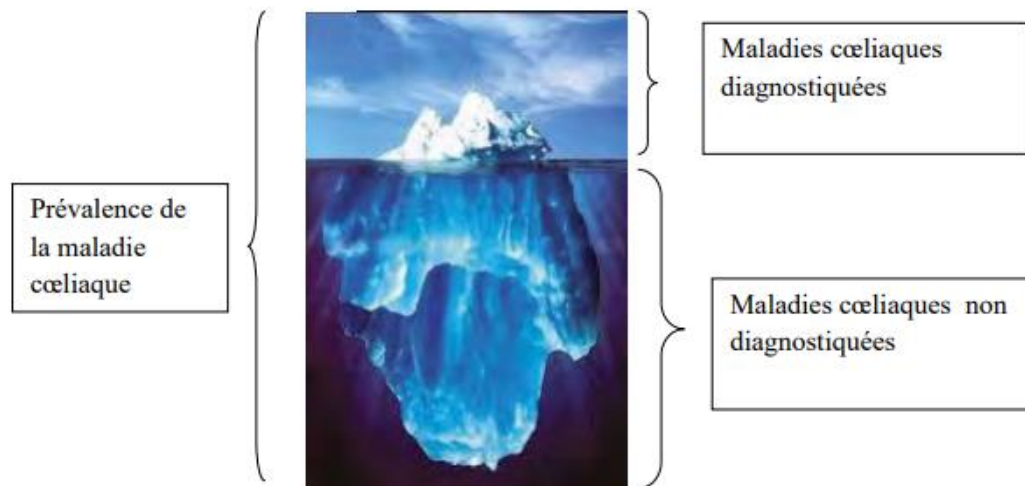 Maladies cœliaques
diagnostiquées
Prévalence de
la maladie
cœliaque
Maladies cœliaques non
diagnostiquées